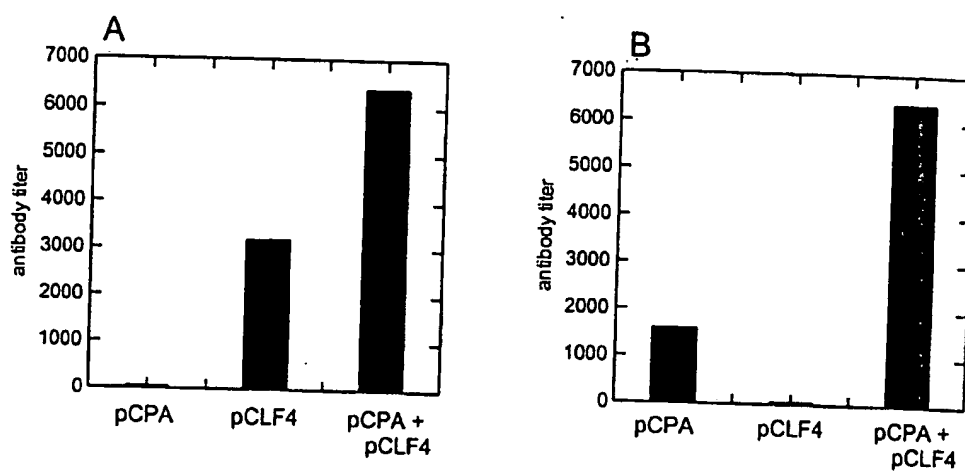 A
7000
6000
5000
4000
3000
2000
1000
0
antibody titer
pCPA
pCLF4
pCPA +
pCLF4
B
7000
6000
5000
4000
3000
2000
1000
0
antibody titer
pCPA
pCLF4
pCPA +
pCLF4